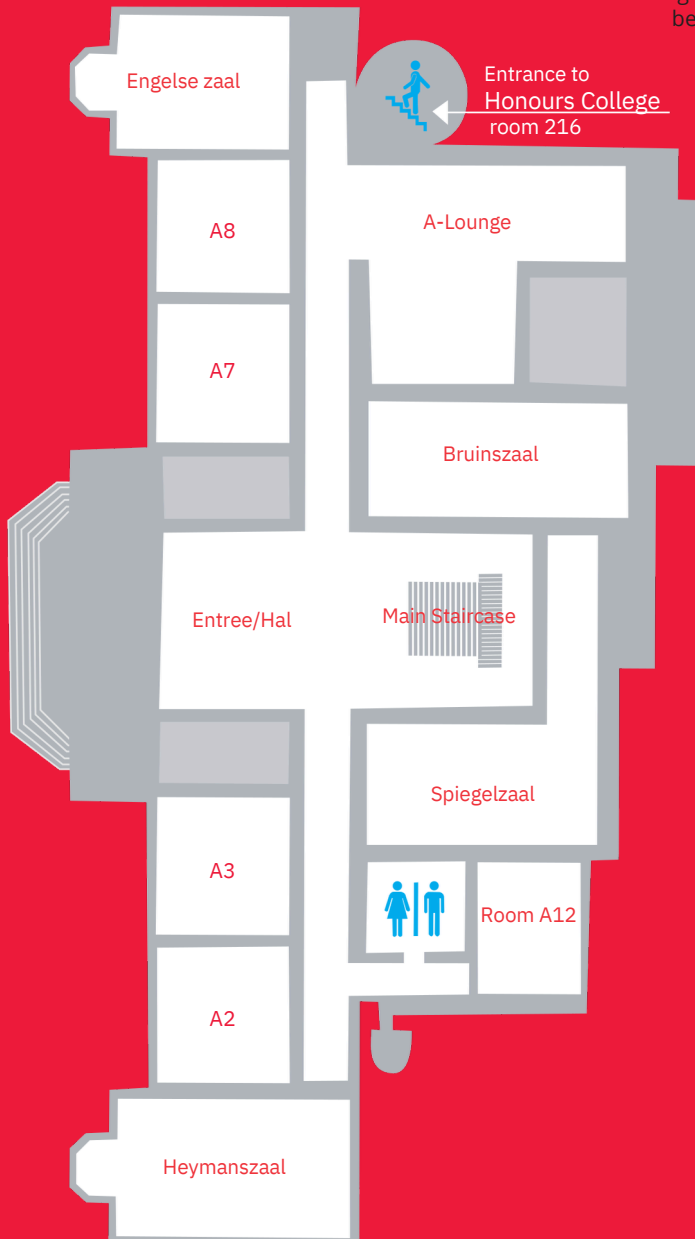 be
Engelse zaal
Entrance to
Honours College
room 216
A8
A-Lounge
A7
Bruinszaal
Entree/Hal
Main Staircase
Spiegelzaal
A3
Room A12
A2
Heymanszaal